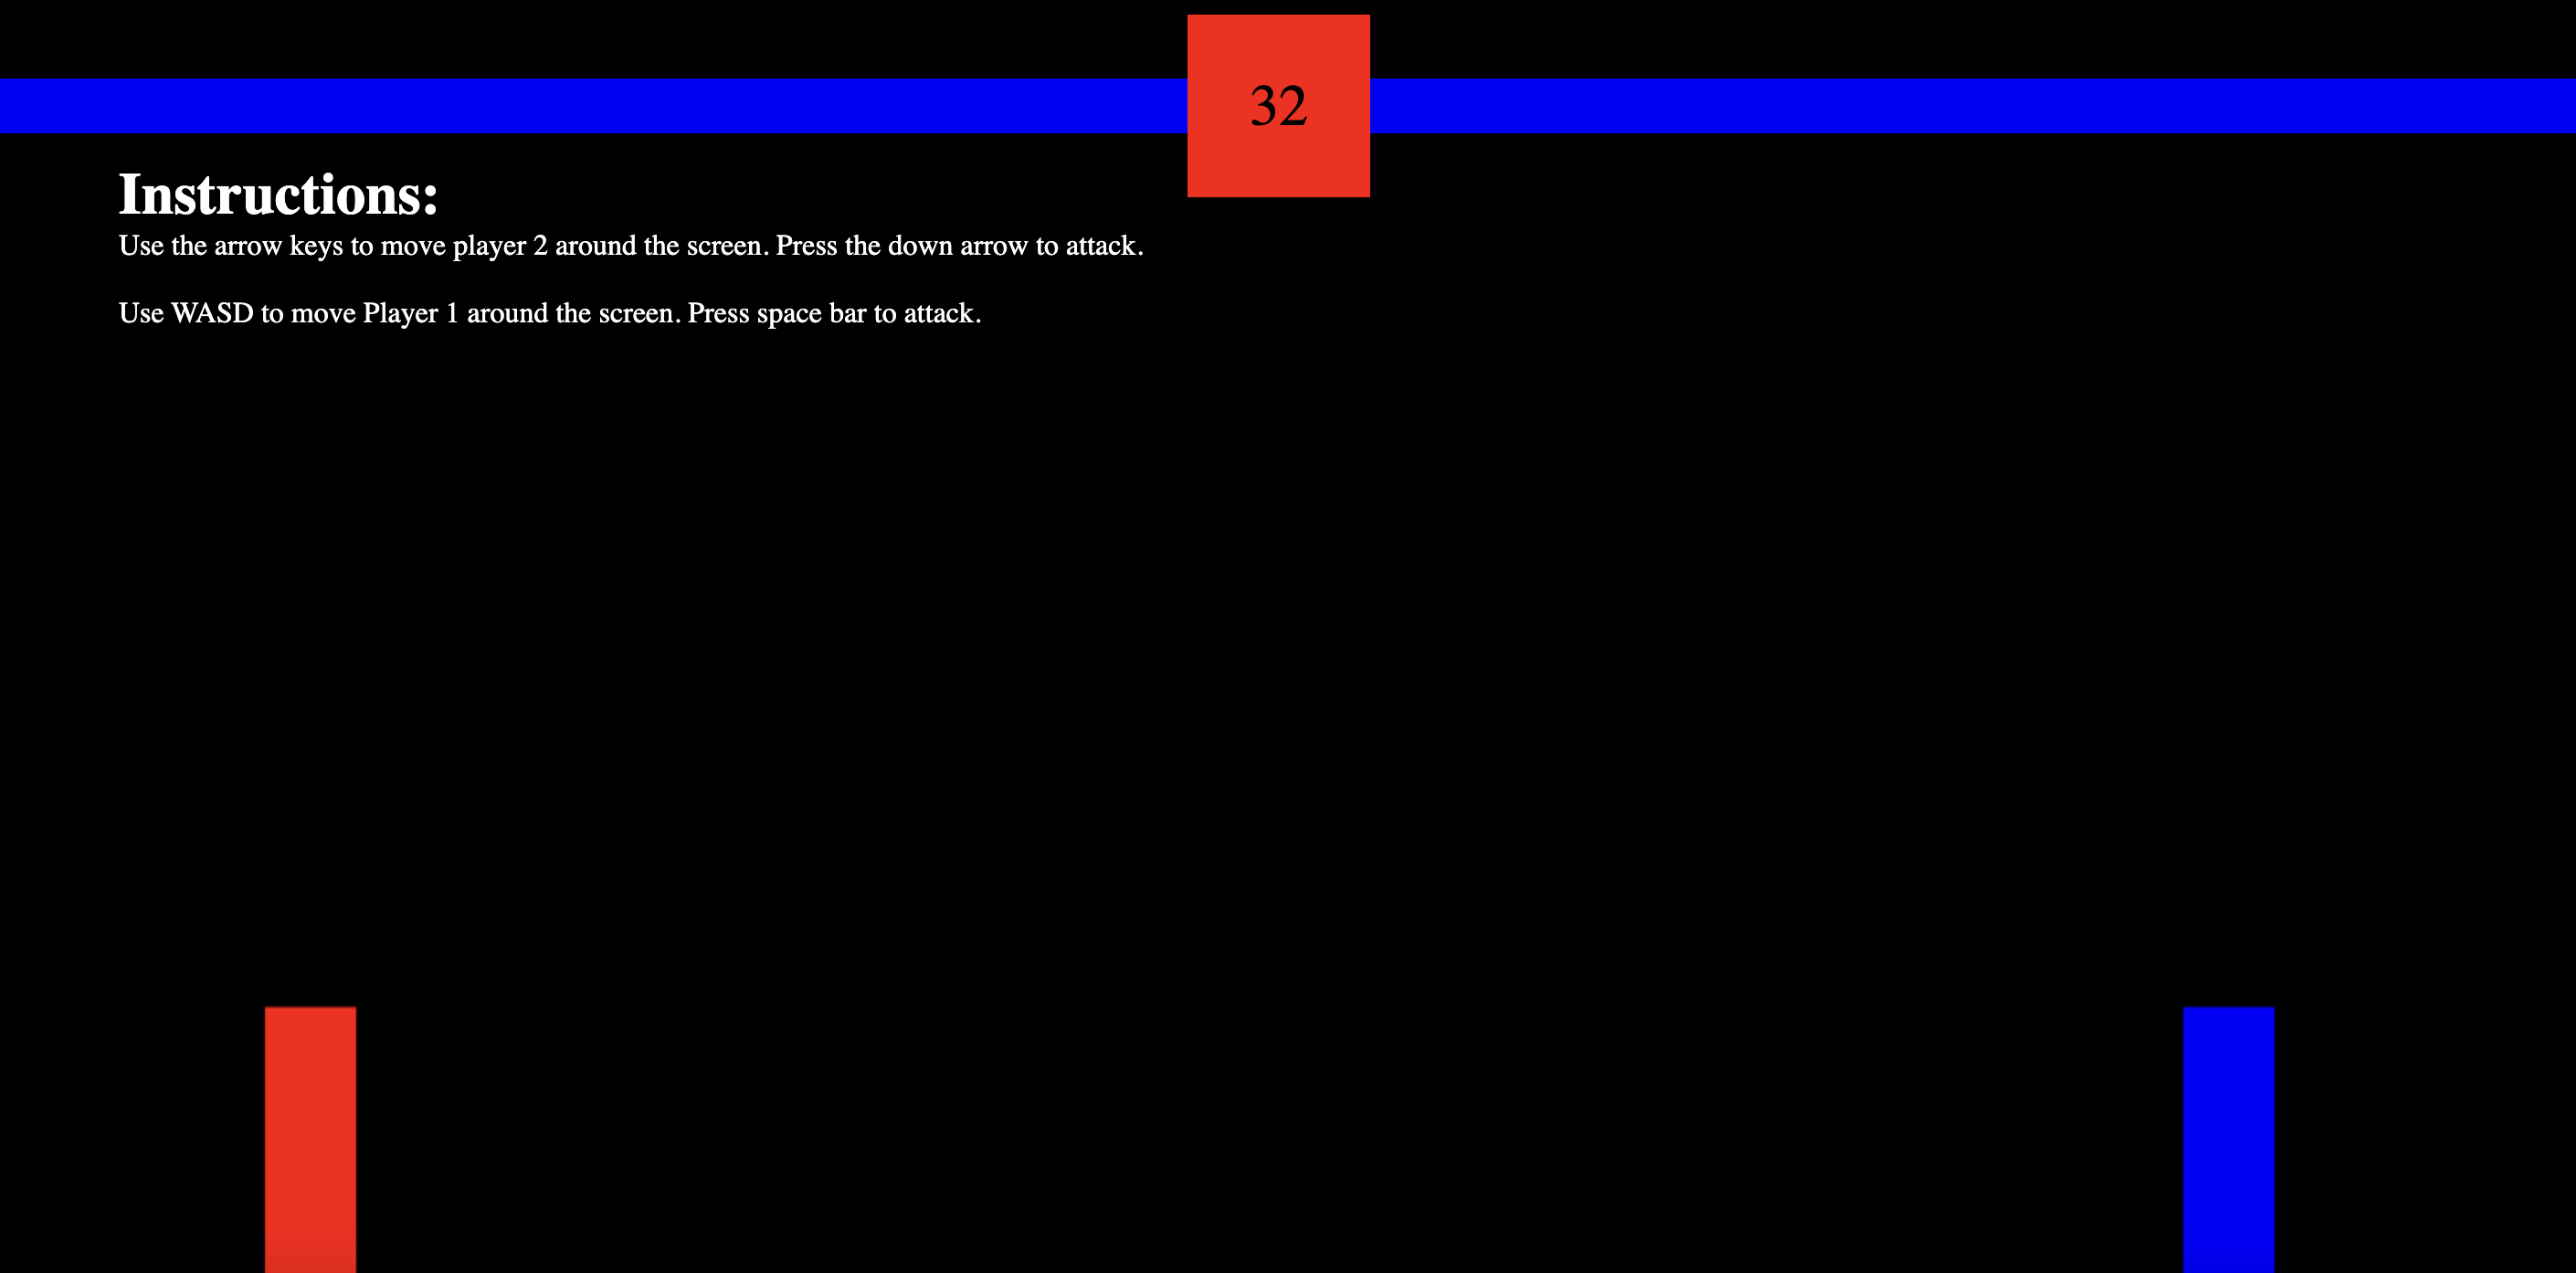 32
Instructions:
Use the arrow keys to move player 2 around the screen. Press the down arrow to attack.
Use WASD to move Player 1 around the screen. Press space bar to attack.